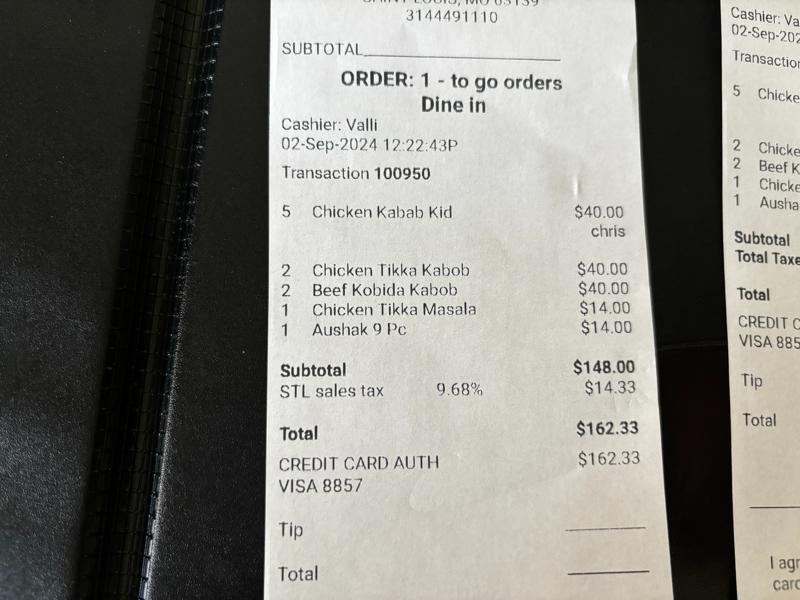 SAINT LOUIS, MO 63139
3144491110
SUBTOTAL
ORDER: 1 - to go orders
Dine in
Cashier: Valli
02-Sep-2024 12:22:43P
Transaction 100950
5 Chicken Kabab Kid $40.00
chris
2 Chicken Tikka Kabob $40.00
2 Beef Kobida Kabob $40.00
1 Chicken Tikka Masala $14.00
1 Aushak 9 Pc $14.00
Subtotal $148.00
STL sales tax 9.68% $14.33
Total $162.33
CREDIT CARD AUTH $162.33
VISA 8857
Tip
Total
Cashier: Va
02-Sep-202
Transaction
5 Chicke
2 Chicke
2 Beef K
1 Chicke
1 Ausha
Subtotal
Total Taxe
Total
CREDIT C
VISA 885
Tip
Total
I agr
card